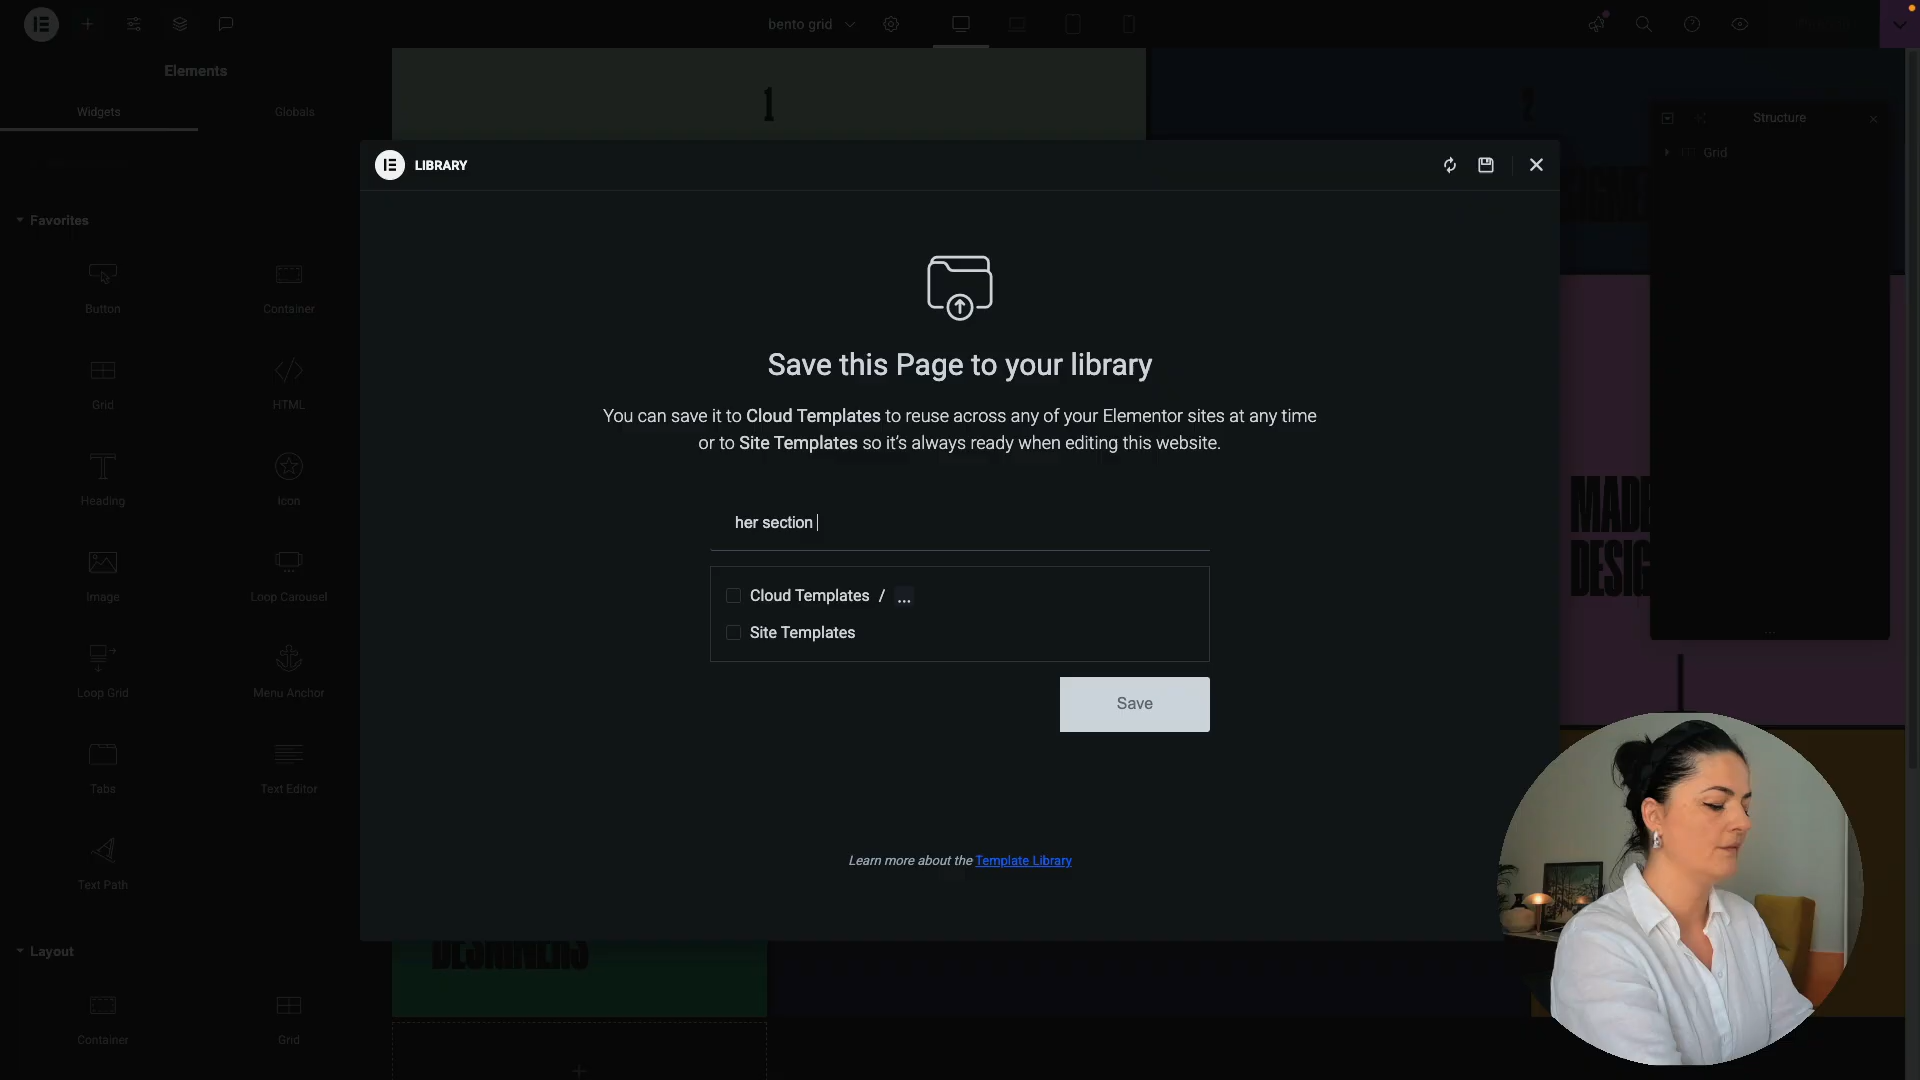 bento grid
Elements
Widgets
Globals
1
2
Structure
Grid
LIBRARY
Favorites
Button
Container
Grid
HTML
Heading
Icon
Image
Loop Carousel
Loop Grid
Menu Anchor
Tabs
Text Editor
Text Path
Layout
Container
Grid
Save this Page to your library
You can save it to Cloud Templates to reuse across any of your Elementor sites at any time
or to Site Templates so it's always ready when editing this website.
her section
Cloud Templates / ...
Site Templates
Save
Learn more about the Template Library